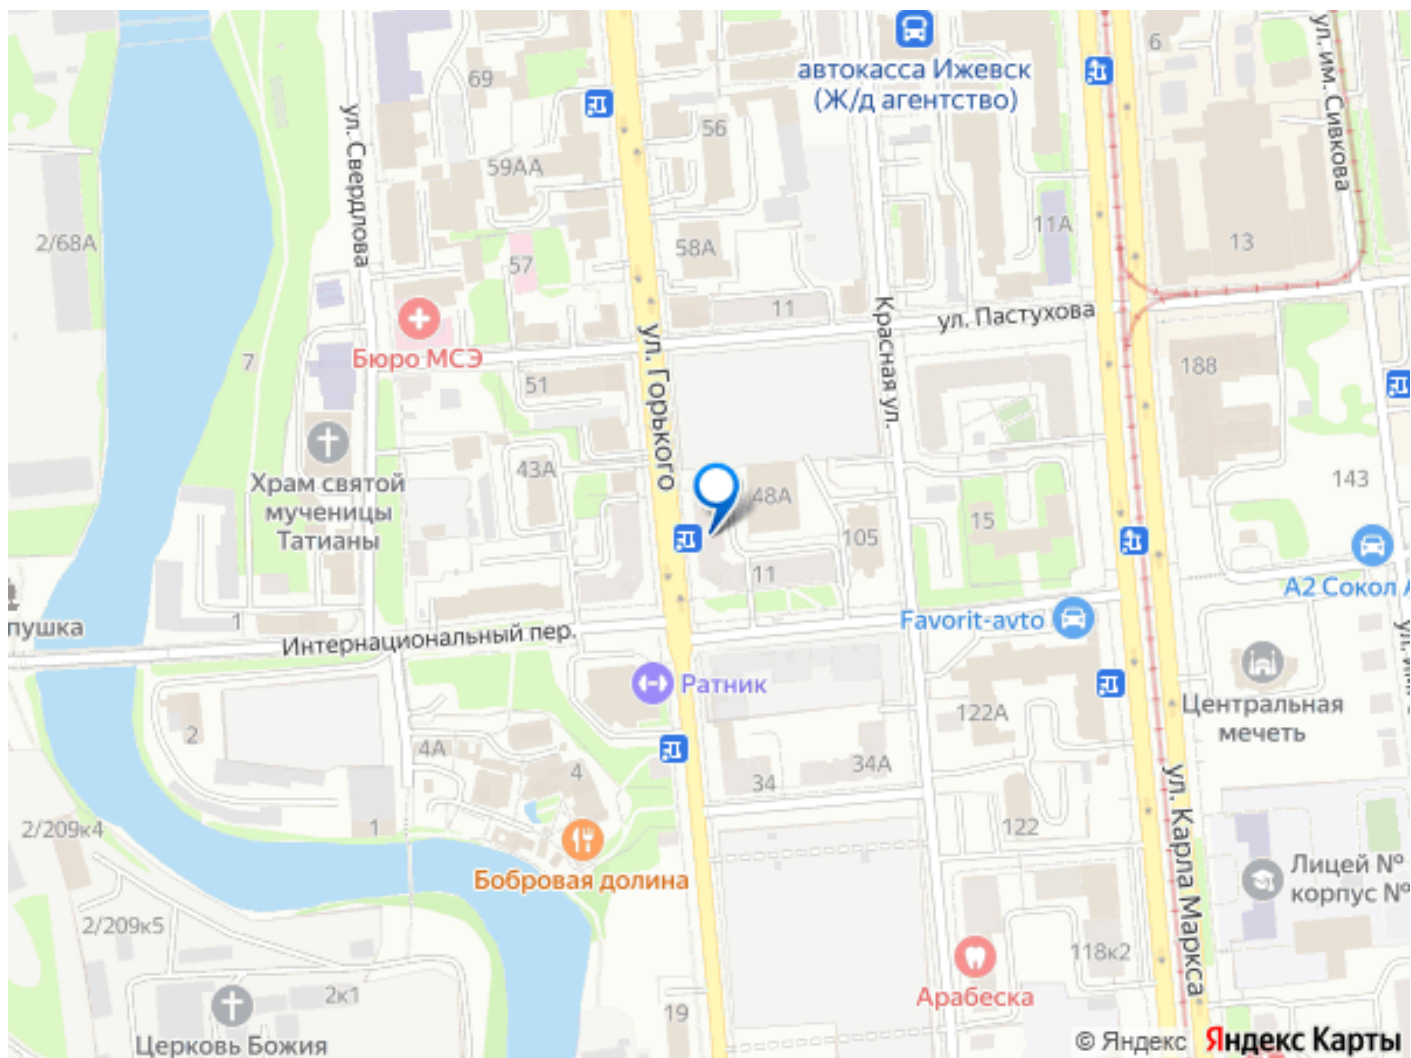 6
ул. им. Сивкова
69
автокасса Ижевск
(Ж/д агентство)
ул. Свердлова
56
59АА
2/68А
57
58А
11А
13
11
Красная ул.
ул. Пастухова
Бюро МСЭ
7
51
ул. Горького
188
43А
48А
143
Храм святой
мученицы
Татианы
15
105
11
А2 Сокол
1
пушка
Интернациональный пер.
Favorit-avto
Ратник
122А
Центральная
мечеть
2
4А
4
34
34А
ул. Карла Маркса
2/209к4
1
122
Бобровая долина
Лицей №
корпус №
2/209к5
118к2
2к1
19
Арабеска
Церковь Божия
© Яндекс Яндекс Карты